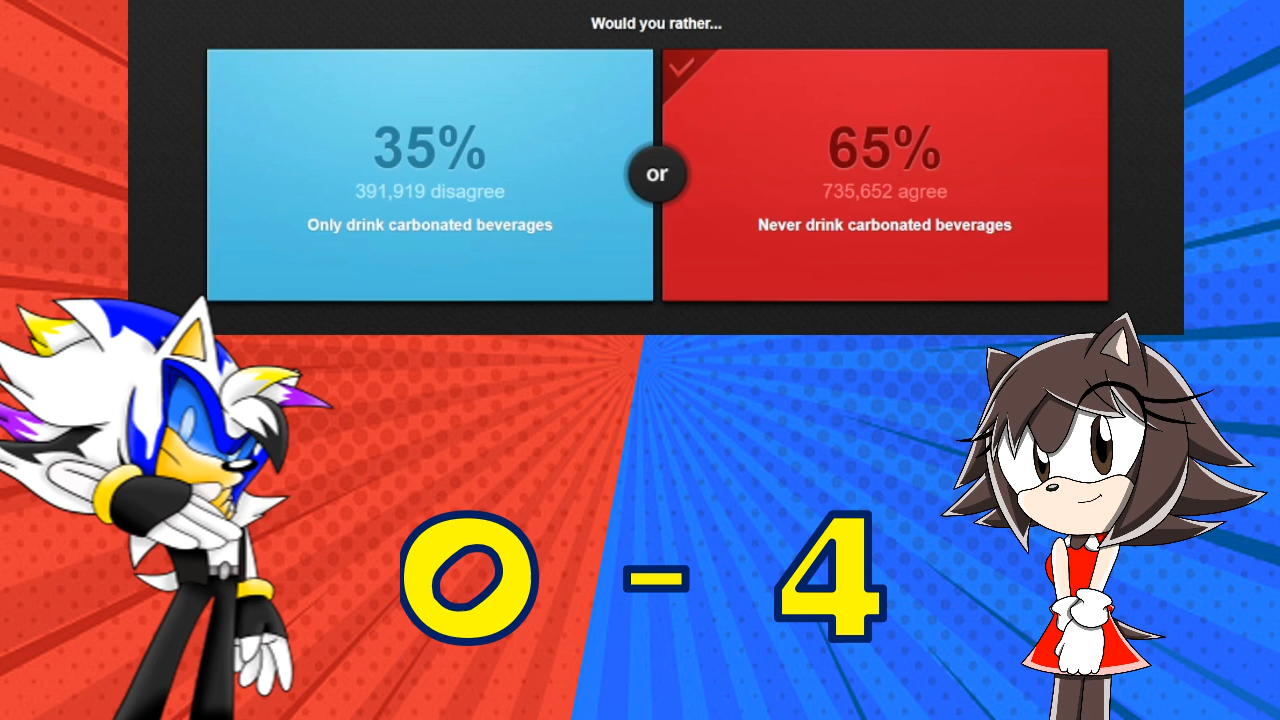 Would you rather...
35%
391,919 disagree
Only drink carbonated beverages
or
65%
735,652 agree
Never drink carbonated beverages
0 - 4